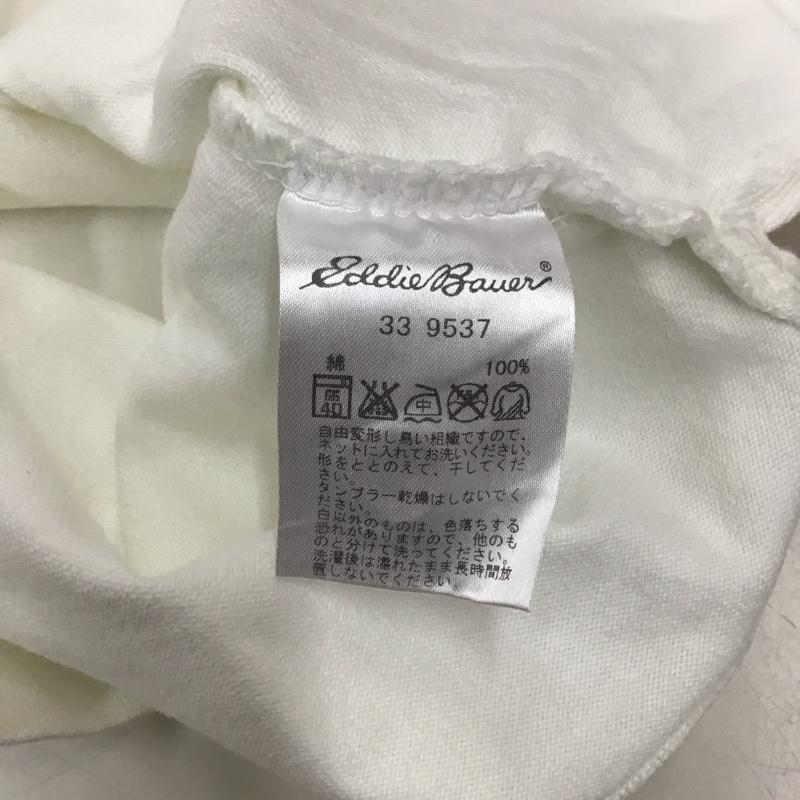 Eddie Bauer®
33 9537
綿 100%
40 中
自由変形し易い組織ですので、
ネットに入れてお洗いください。
形をととのえて、干してくだ
さい。
タンブラー乾燥はしないでく
ださい。
白以外のものは、色落ちする
恐れがありますので、他のも
のと分けて洗ってください。
洗濯後は濡れたまま長時間放
置しないでください。